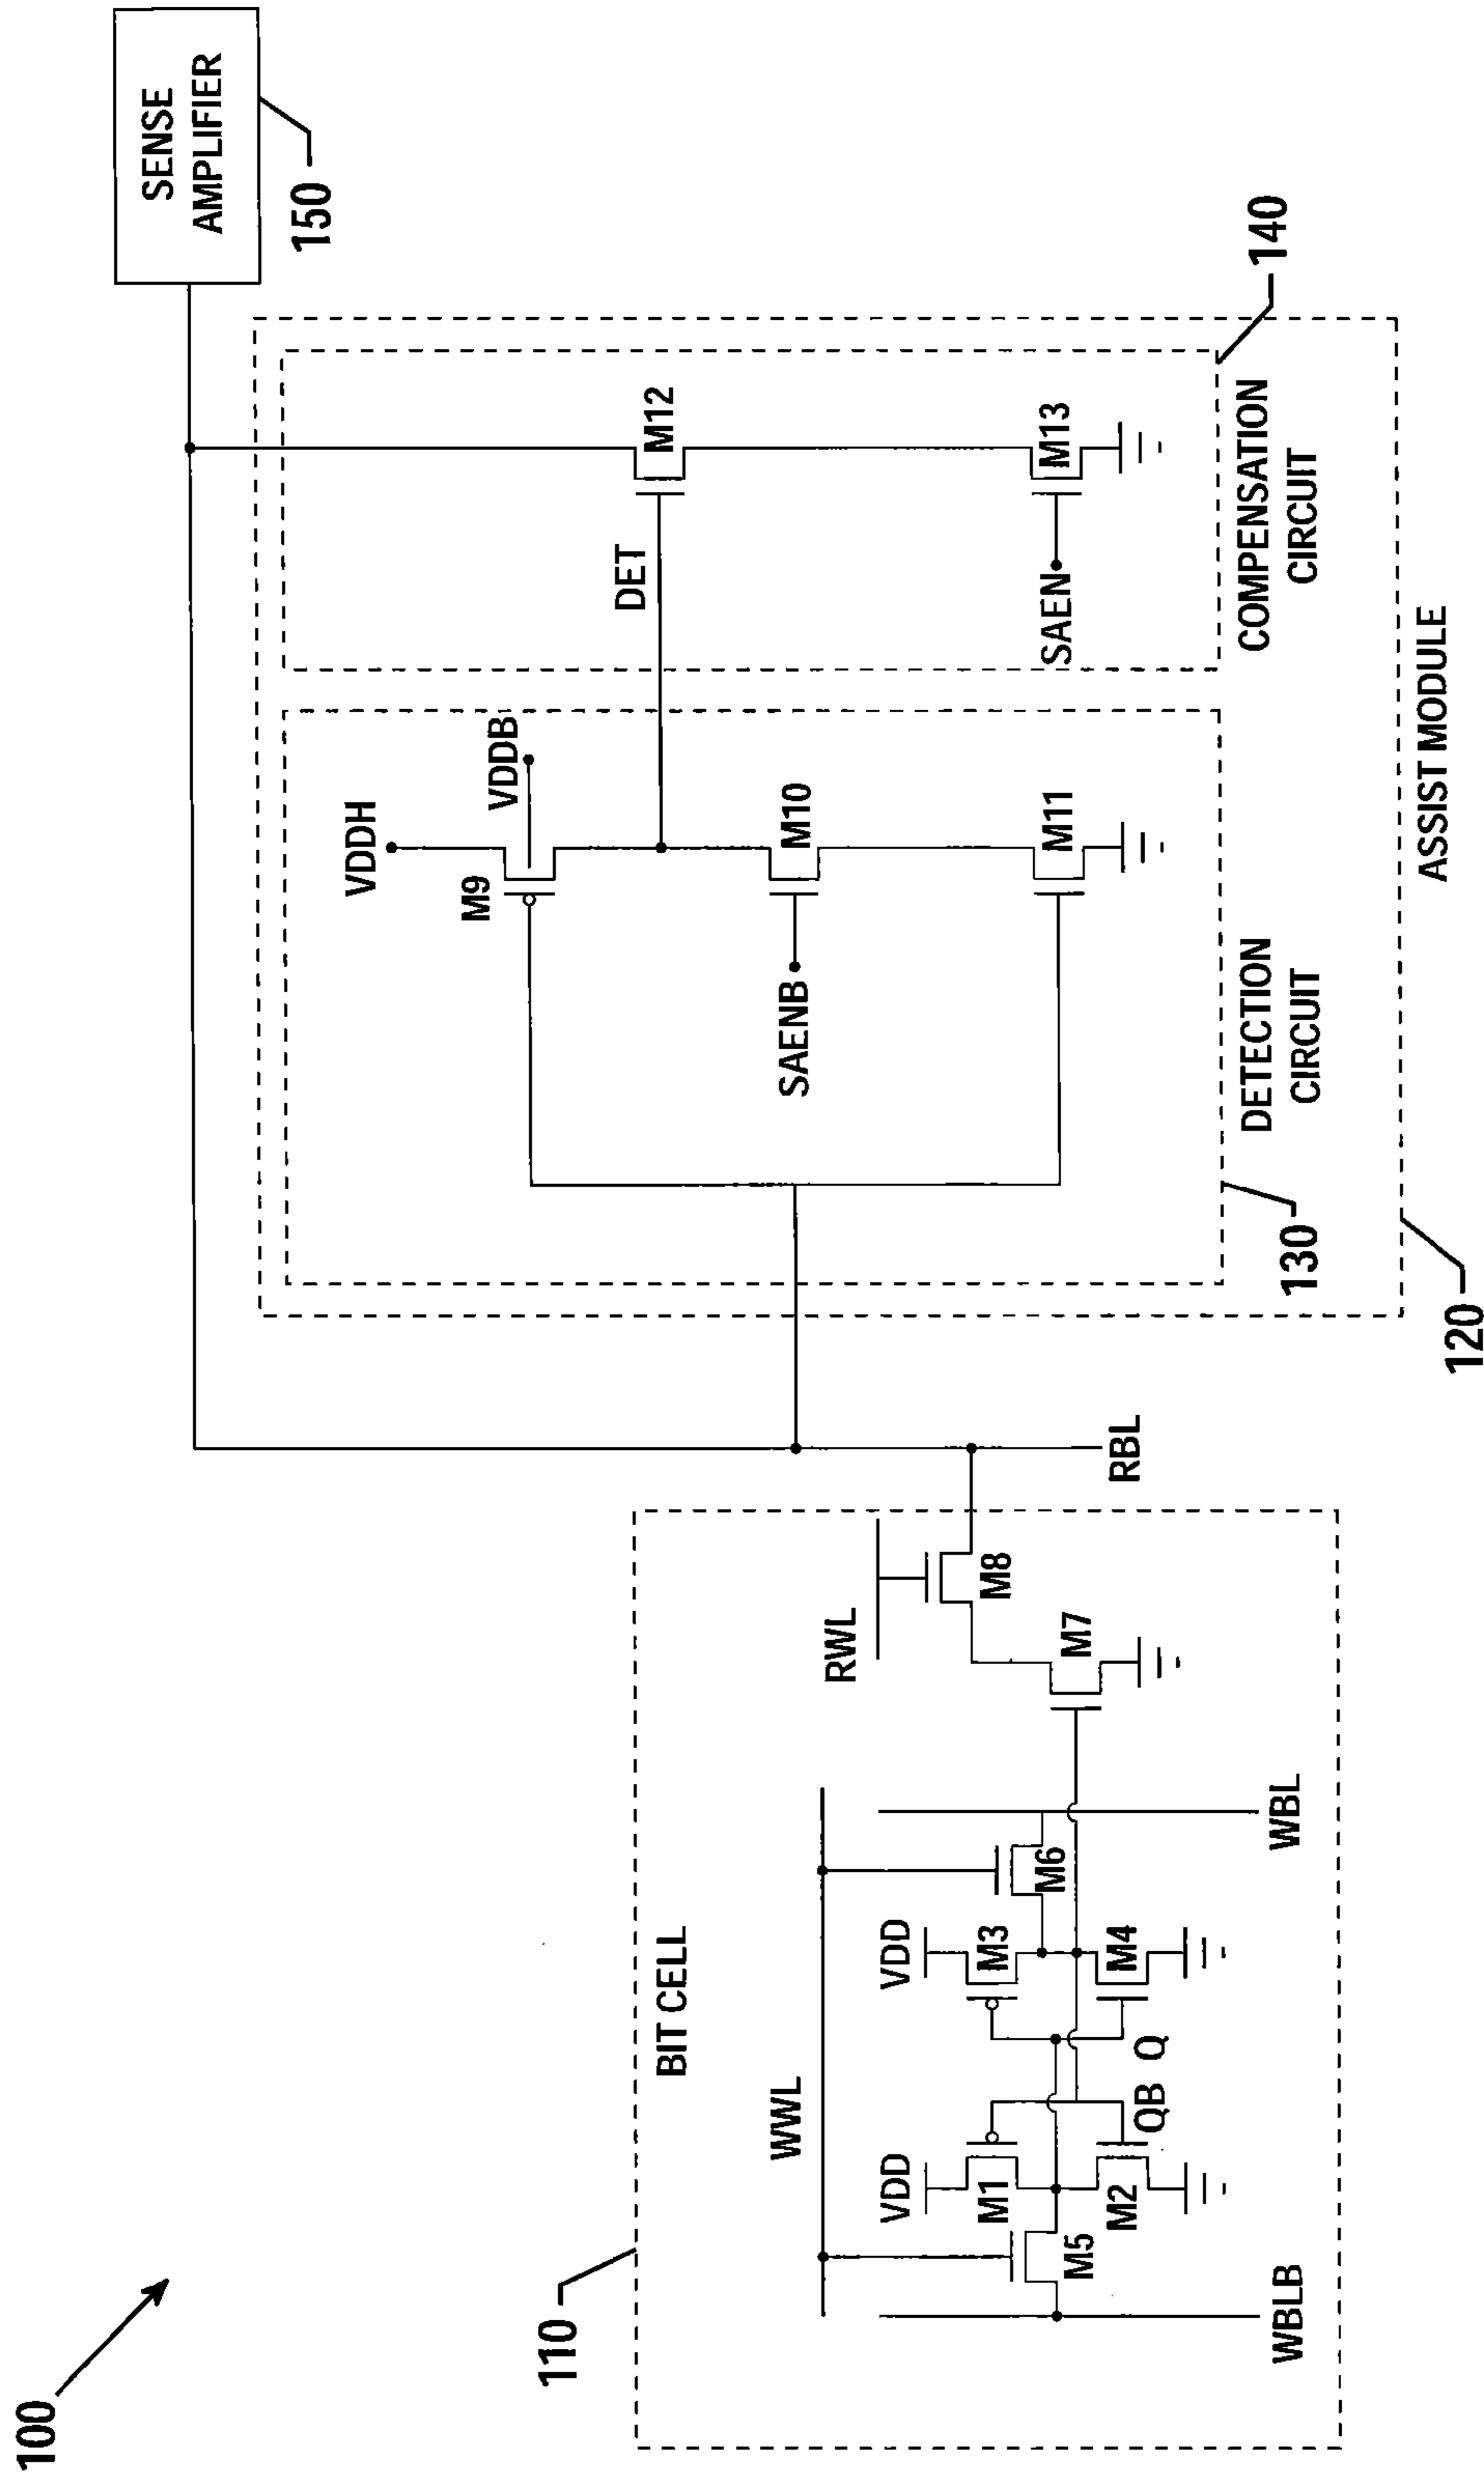 100
SENSE
AMPLIFIER
150
BIT CELL
110
WWL
RWL
VDD
VDD
M1
M3
M5
M6
M2
M4
QB
Q
M7
M8
WBLB
WBL
RBL
VDDH
M9
VDDB
SAENB
M10
M11
DET
M12
SAEN
M13
DETECTION
CIRCUIT
130
COMPENSATION
CIRCUIT
140
ASSIST MODULE
120